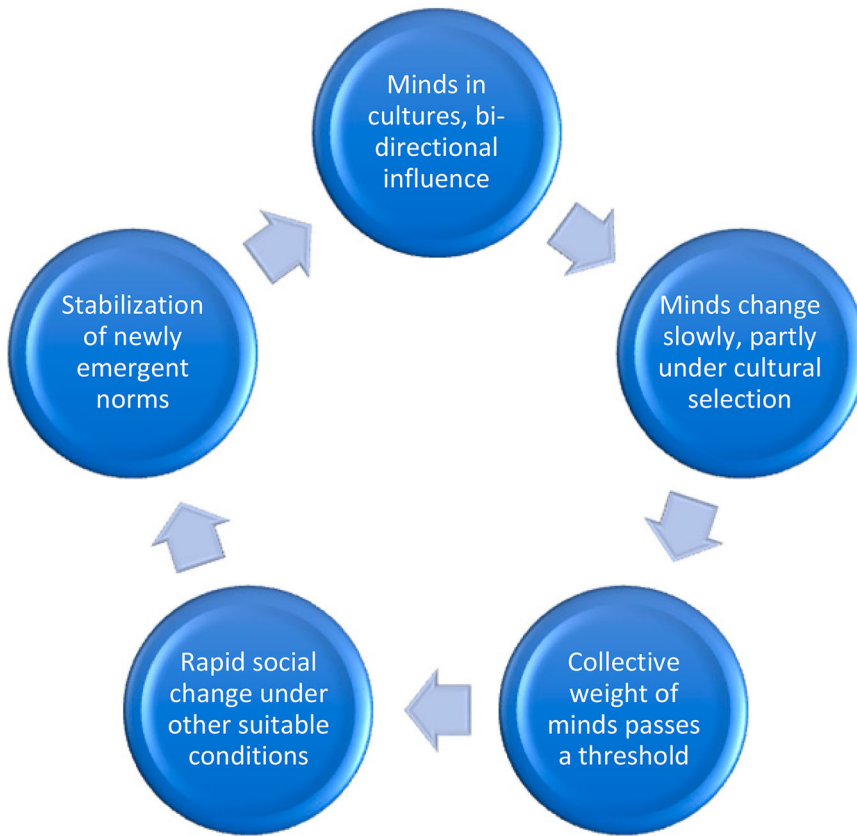 Minds in
cultures, bi-
directional
influence
Minds change
slowly, partly
under cultural
selection
Collective
weight of
minds passes
a threshold
Rapid social
change under
other suitable
conditions
Stabilization
of newly
emergent
norms